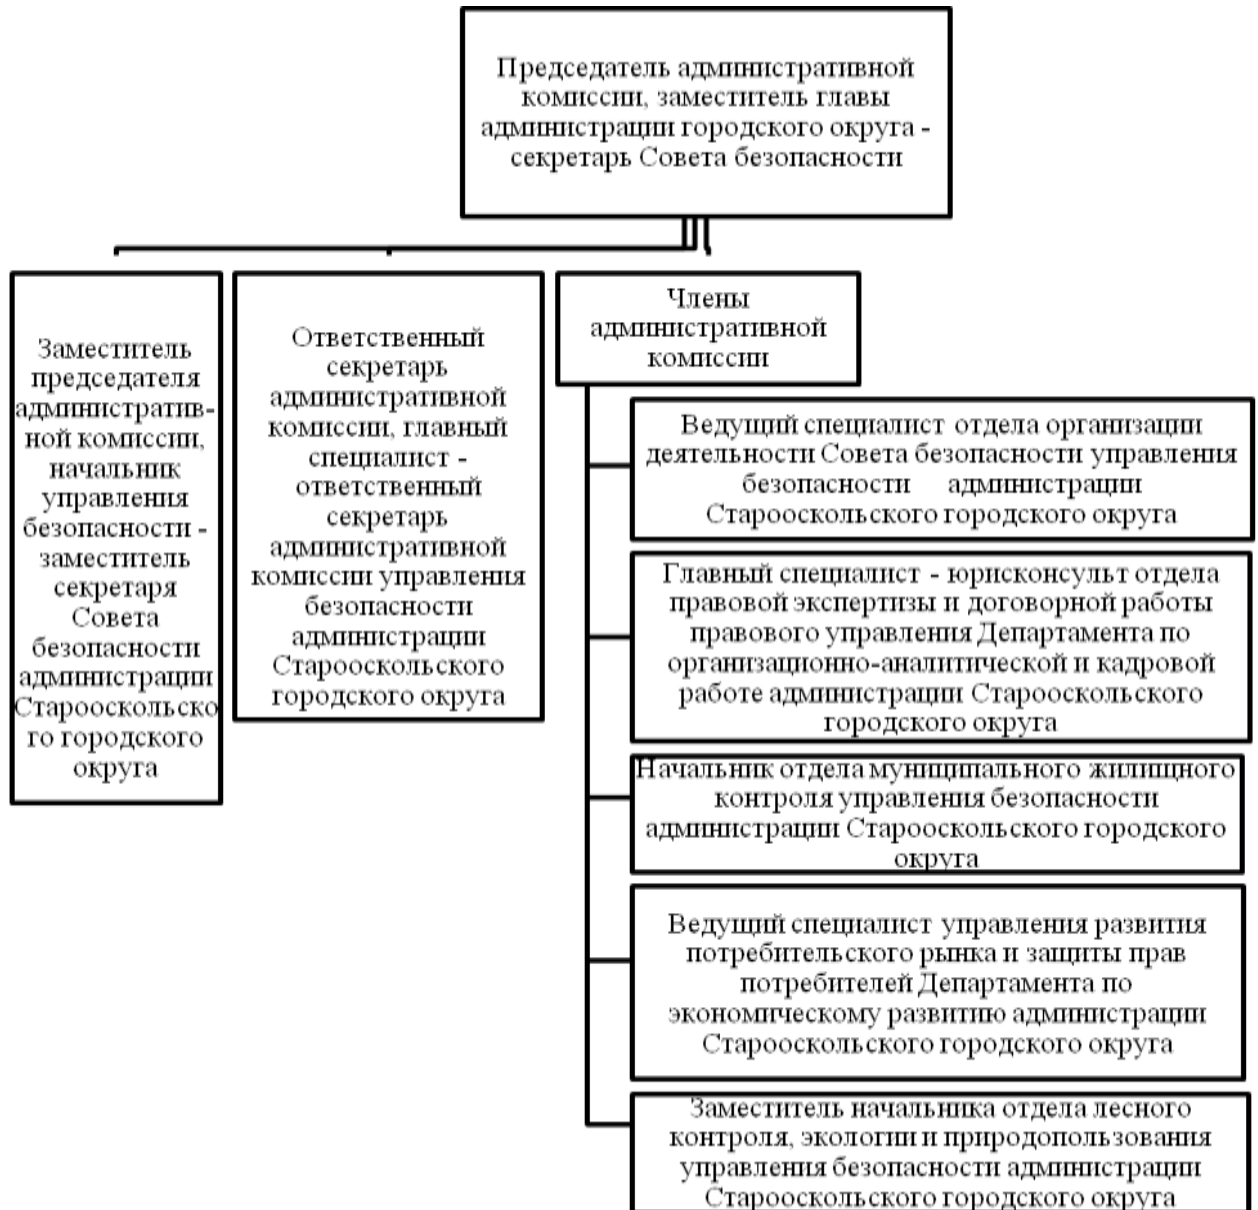 Председатель административной
комиссии, заместитель главы
администрации городского округа -
секретарь Совета безопасности
Заместитель
председателя
административ-
ной комиссии,
начальник
управления
безопасности -
заместитель
секретаря
Совета
безопасности
администрации
Старооскольско
го городского
округа
Ответственный
секретарь
административной
комиссии, главный
специалист -
ответственный
секретарь
административной
комиссии управления
безопасности
администрации
Старооскольского
городского округа
Члены
административной
комиссии
Ведущий специалист отдела организации
деятельности Совета безопасности управления
безопасности администрации
Старооскольского городского округа
Главный специалист - юрисконсульт отдела
правовой экспертизы и договорной работы
правового управления Департамента по
организационно-аналитической и кадровой
работе администрации Старооскольского
городского округа
Начальник отдела муниципального жилищного
контроля управления безопасности
администрации Старооскольского городского
округа
Ведущий специалист управления развития
потребительского рынка и защиты прав
потребителей Департамента по
экономическому развитию администрации
Старооскольского городского округа
Заместитель начальника отдела лесного
контроля, экологии и природопользования
управления безопасности администрации
Старооскольского городского округа